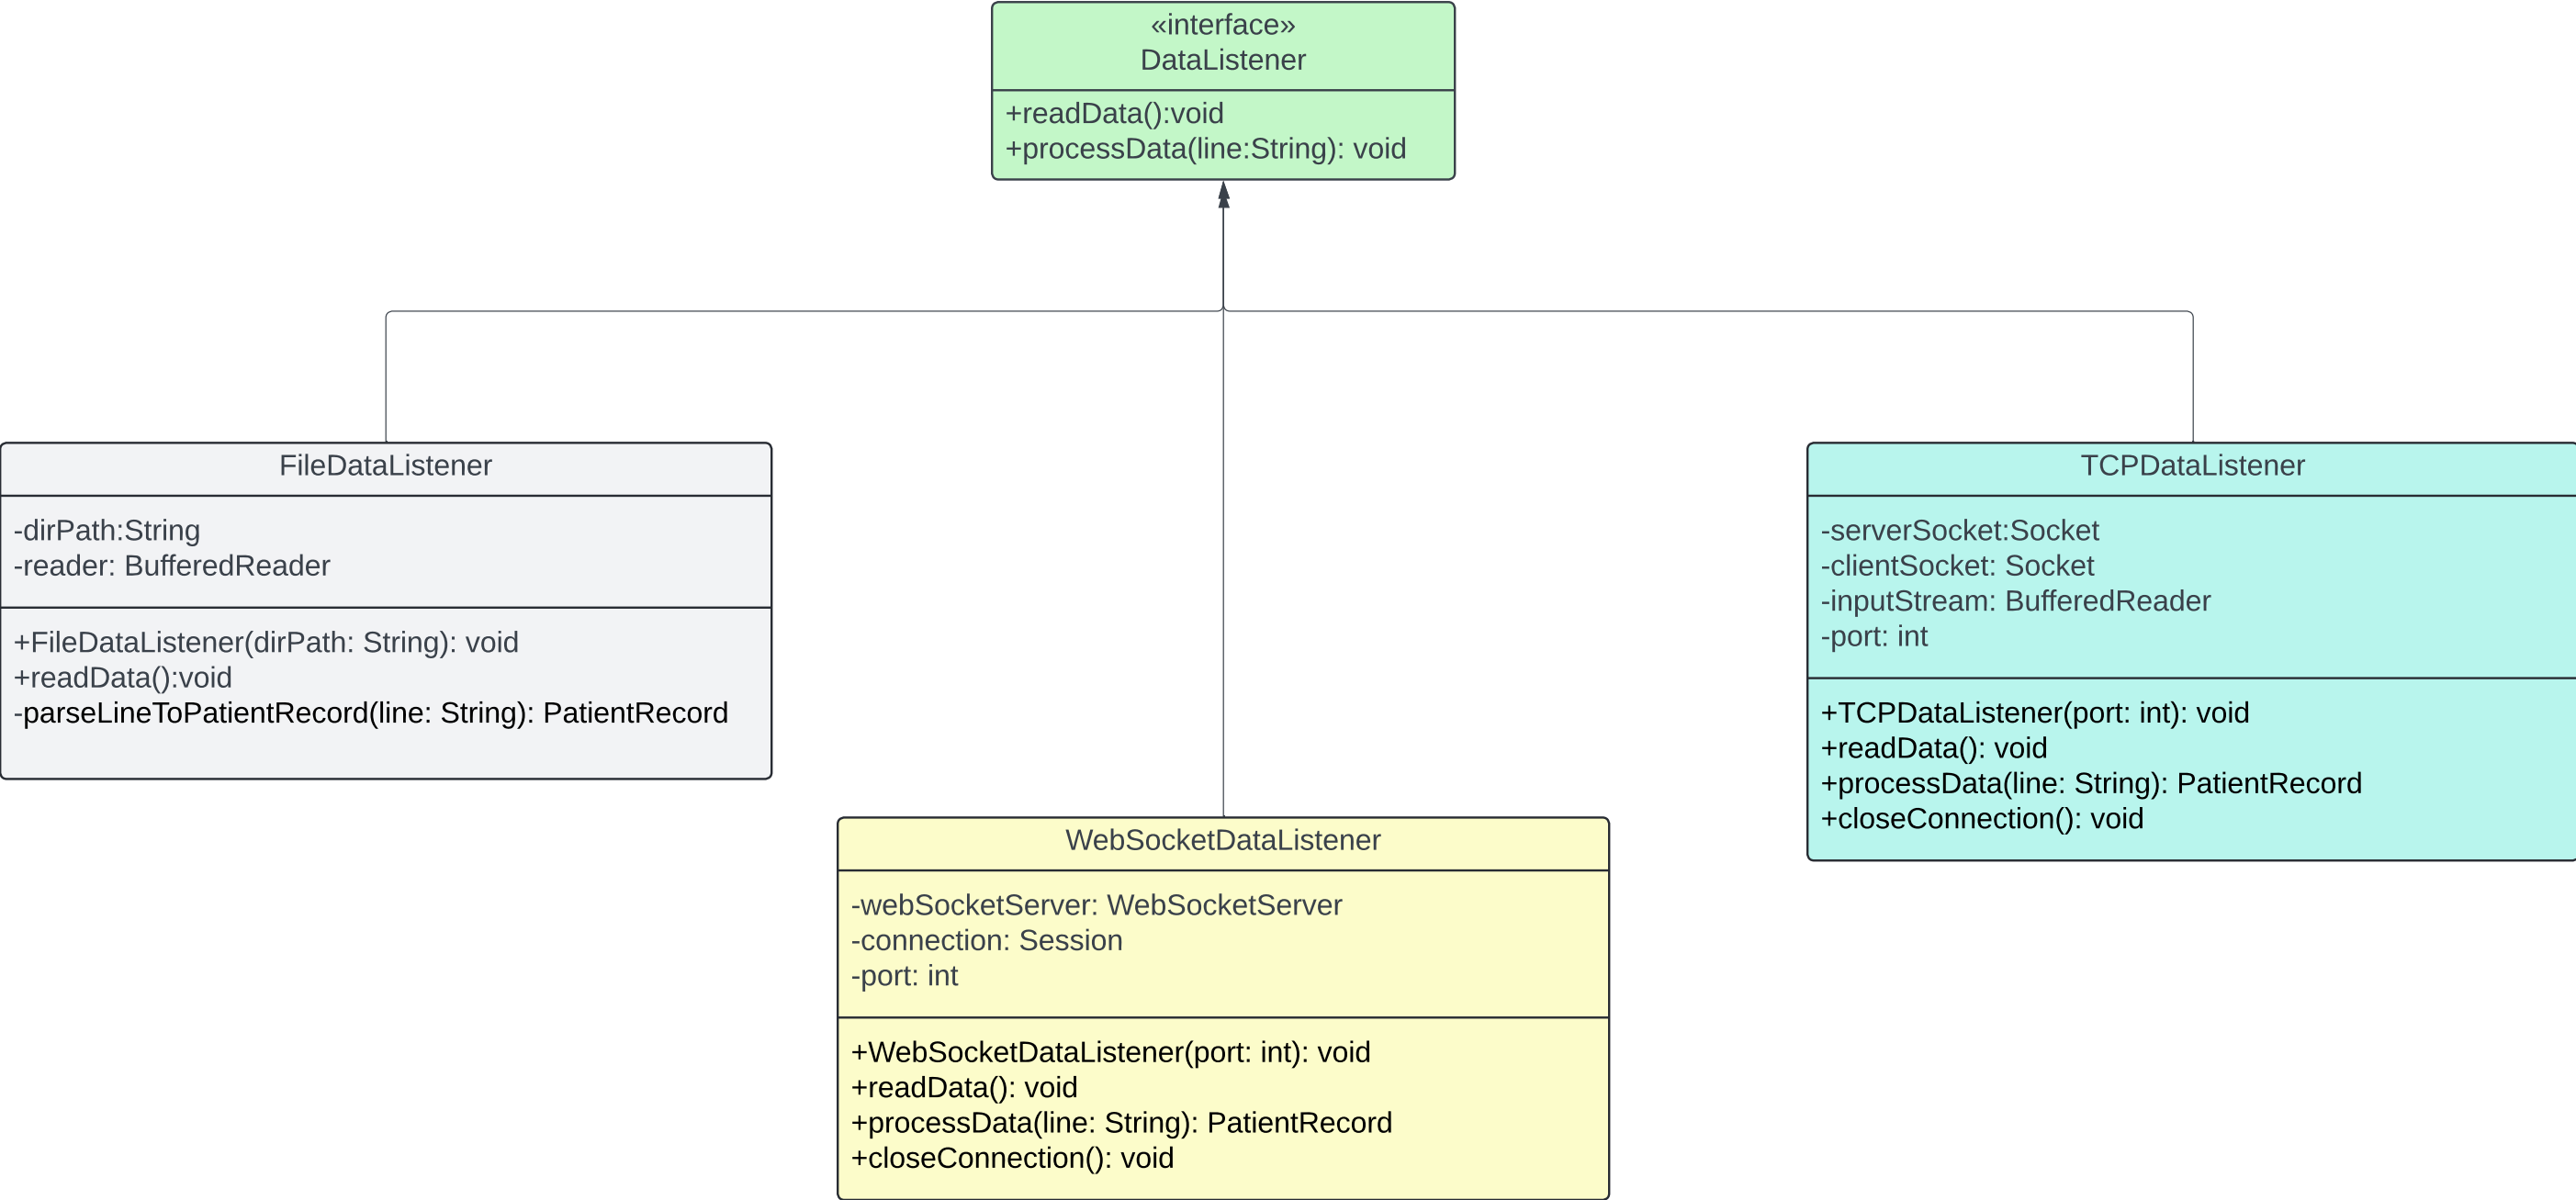 «interface»
DataListener
+readData():void
+processData(line:String): void
FileDataListener
-dirPath:String
-reader: BufferedReader
+FileDataListener(dirPath: String): void
+readData():void
-parseLineToPatientRecord(line: String): PatientRecord
TCPDataListener
-serverSocket:Socket
-clientSocket: Socket
-inputStream: BufferedReader
-port: int
+TCPDataListener(port: int): void
+readData(): void
+processData(line: String): PatientRecord
+closeConnection(): void
WebSocketDataListener
-webSocketServer: WebSocketServer
-connection: Session
-port: int
+WebSocketDataListener(port: int): void
+readData(): void
+processData(line: String): PatientRecord
+closeConnection(): void